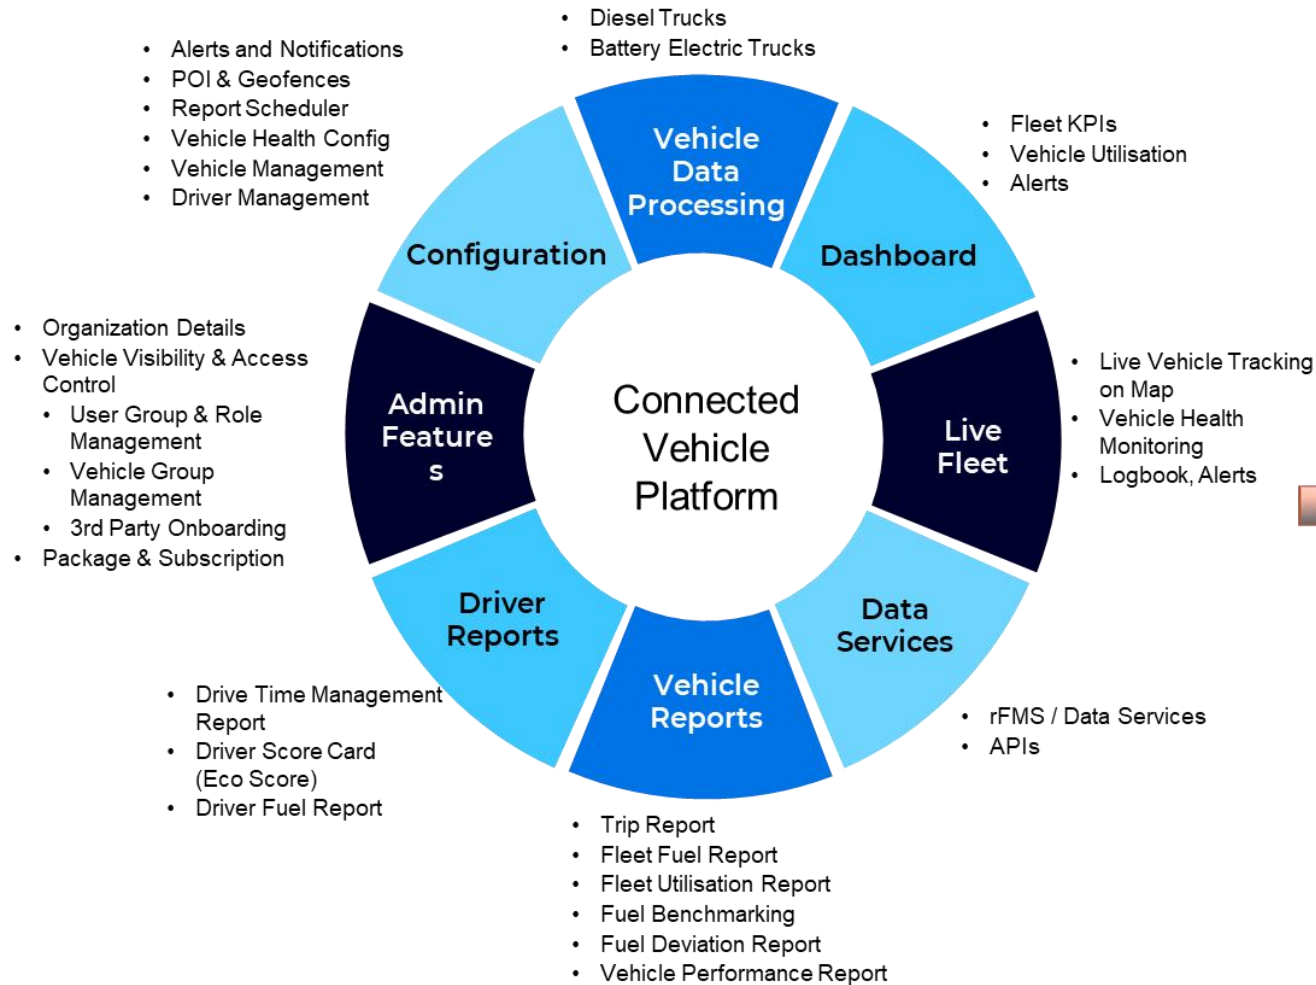 • Diesel Trucks
• Battery Electric Trucks
• Alerts and Notifications
• POI & Geofences
• Report Scheduler
• Vehicle Health Config
• Vehicle Management
• Driver Management
Vehicle
Data
Processing
• Fleet KPIs
• Vehicle Utilisation
• Alerts
Configuration
Dashboard
• Organization Details
• Vehicle Visibility & Access
Control
• User Group & Role
Management
• Vehicle Group
Management
• 3rd Party Onboarding
• Package & Subscription
Admin
Feature
s
Connected
Vehicle
Platform
Live
Fleet
• Live Vehicle Tracking
on Map
• Vehicle Health
Monitoring
• Logbook, Alerts
Driver
Reports
Data
Services
Vehicle
Reports
• Drive Time Management
Report
• Driver Score Card
(Eco Score)
• Driver Fuel Report
• rFMS / Data Services
• APIs
• Trip Report
• Fleet Fuel Report
• Fleet Utilisation Report
• Fuel Benchmarking
• Fuel Deviation Report
• Vehicle Performance Report